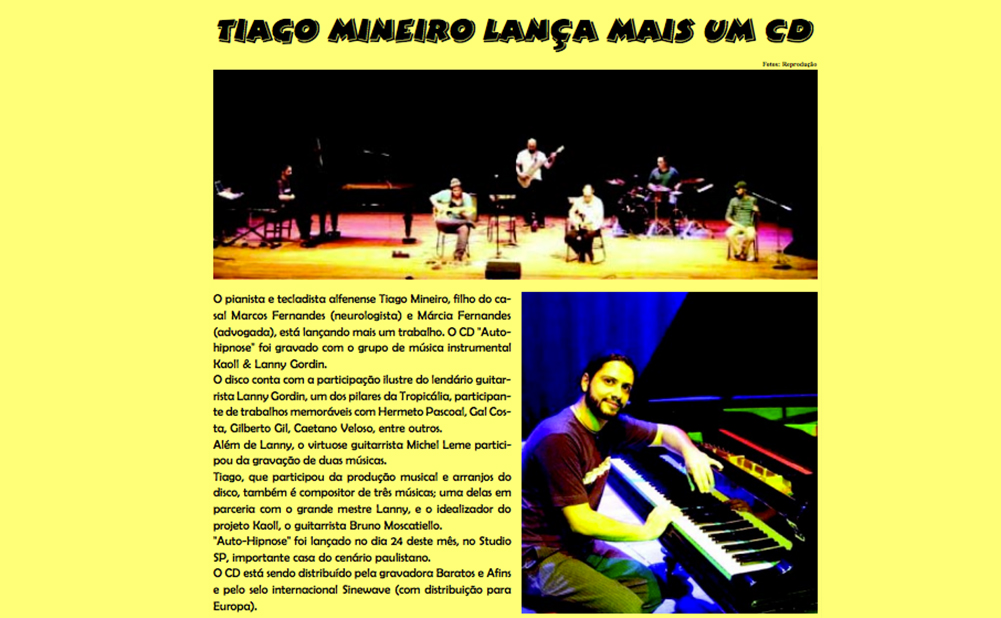 TIAGO MINEIRO LANÇA MAIS UM CD
Fotos: Reprodução
O pianista e tecladista alfenense Tiago Mineiro, filho do ca-
sal Marcos Fernandes (neurologista) e Márcia Fernandes
(advogada), está lançando mais um trabalho. O CD "Auto-
hipnose" foi gravado com o grupo de música instrumental
Kaoll & Lanny Gordin.
O disco conta com a participação ilustre do lendário guitar-
rista Lanny Gordin, um dos pilares da Tropicália, participan-
te de trabalhos memoráveis com Hermeto Pascoal, Gal Cos-
ta, Gilberto Gil, Caetano Veloso, entre outros.
Além de Lanny, o virtuose guitarrista Michel Leme partici-
pou da gravação de duas músicas.
Tiago, que participou da produção musical e arranjos do
disco, também é compositor de três músicas; uma delas em
parceria com o grande mestre Lanny, e o idealizador do
projeto Kaoll, o guitarrista Bruno Moscatiello.
"Auto-Hipnose" foi lançado no dia 24 deste mês, no Studio
SP, importante casa do cenário paulistano.
O CD está sendo distribuído pela gravadora Baratos e Afins
e pelo selo internacional Sinewave (com distribuição para
Europa).